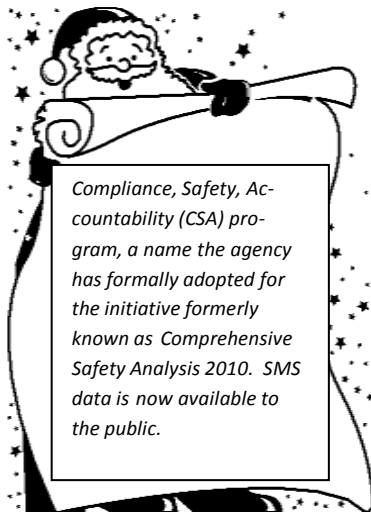 Compliance, Safety, Ac-
countability (CSA) pro-
gram, a name the agency
has formally adopted for
the initiative formerly
known as Comprehensive
Safety Analysis 2010.  SMS
data is now available to
the public.